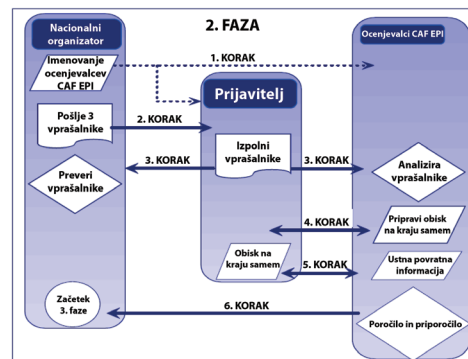 2. FAZA
Nacionalni
organizator
Ocenjevalci CAF EPI
Imenovanje
ocenjevalcev
CAF EPI
1. KORAK
Prijavitelj
Pošlje 3
vprašalnike
2. KORAK
Izpolni
vprašalnik
3. KORAK
3. KORAK
Preveri
vprašalnike
Analizira
vprašalnike
4. KORAK
Pripravi obisk
na kraju samem
Obisk na
kraju samem
5. KORAK
Ustna povratna
informacija
Začetek
3. faze
6. KORAK
Poročilo in priporočilo